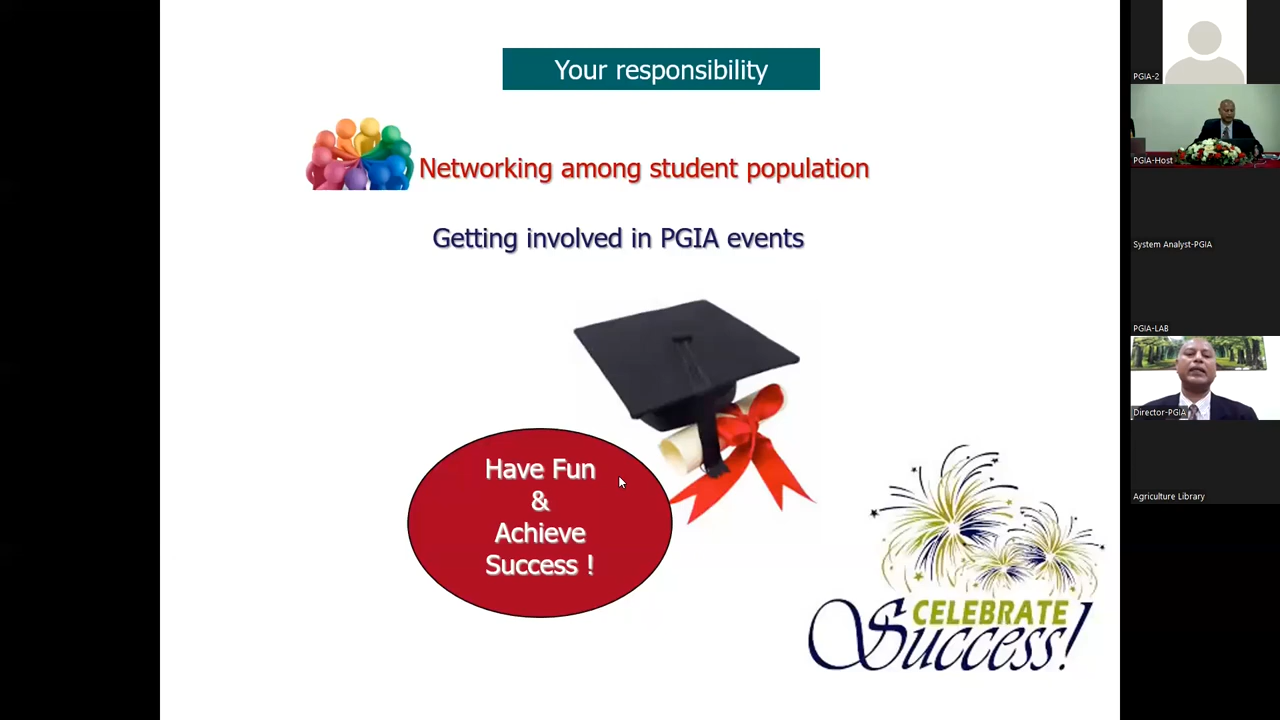 Your responsibility
Networking among student population
Getting involved in PGIA events
Have Fun
&
Achieve
Success !
CELEBRATE
Success!
PGIA-2
PGIA-Host
System Analyst-PGIA
PGIA-LAB
Director-PGIA
Agriculture Library